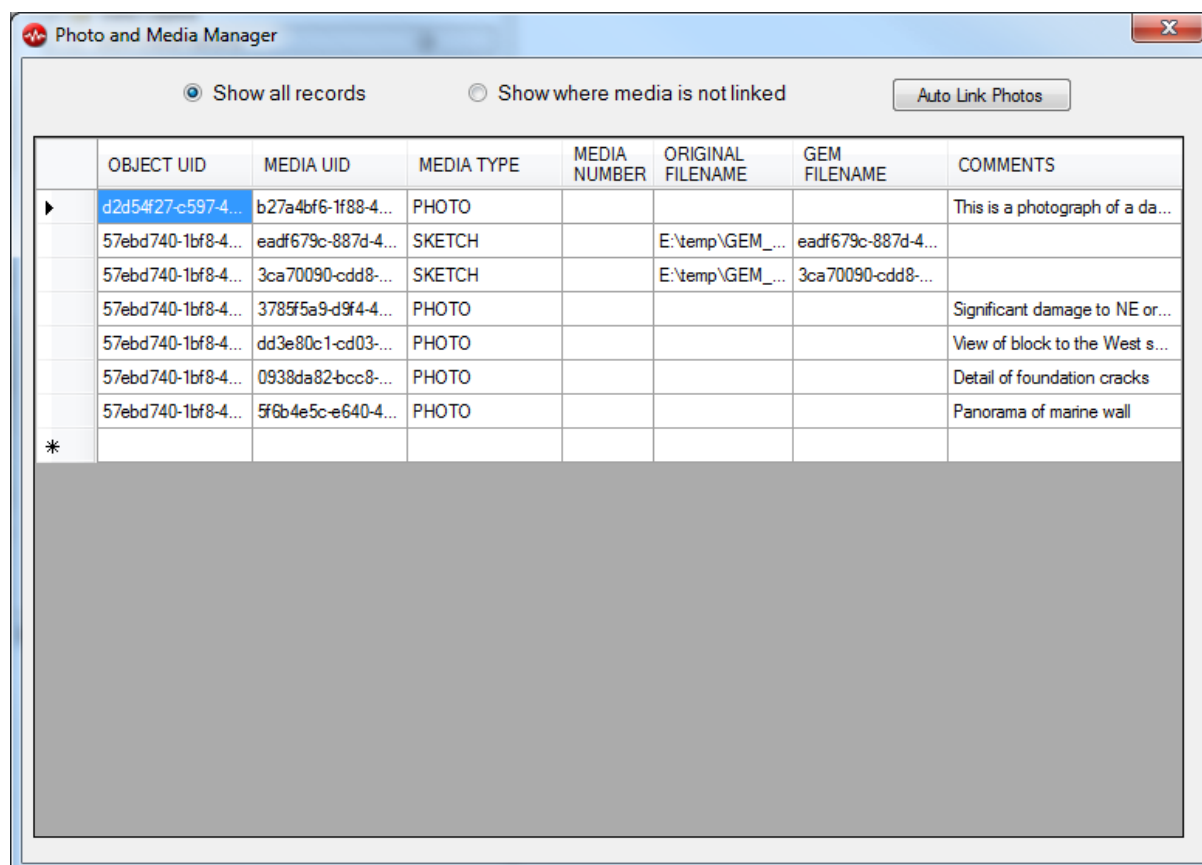 Photo and Media Manager
Show all records Show where media is not linked Auto Link Photos
OBJECT UID MEDIA UID MEDIA TYPE MEDIA NUMBER ORIGINAL FILENAME GEM FILENAME COMMENTS
d2d54f27-c597-4... b27a4bf6-1f88-4... PHOTO This is a photograph of a da...
57ebd740-1bf8-4... eadf679c-887d-4... SKETCH E:\temp\GEM_... eadf679c-887d-4...
57ebd740-1bf8-4... 3ca70090-cdd8-... SKETCH E:\temp\GEM_... 3ca70090-cdd8-...
57ebd740-1bf8-4... 3785f5a9-d9f4-4... PHOTO Significant damage to NE or...
57ebd740-1bf8-4... dd3e80c1-cd03-... PHOTO View of block to the West s...
57ebd740-1bf8-4... 0938da82-bcc8-... PHOTO Detail of foundation cracks
57ebd740-1bf8-4... 5f6b4e5c-e640-4... PHOTO Panorama of marine wall